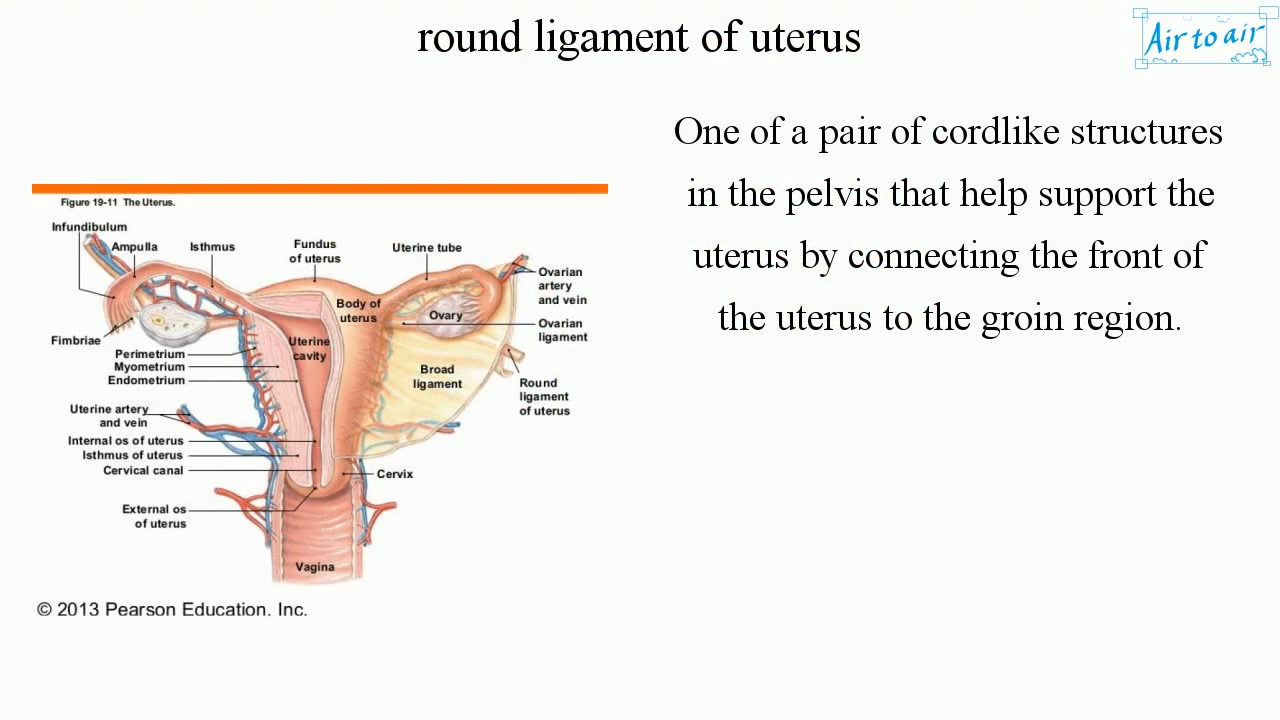 round ligament of uterus
Air to air
One of a pair of cordlike structures
in the pelvis that help support the
uterus by connecting the front of
the uterus to the groin region.
Figure 19-11 The Uterus.
Infundibulum
Ampulla
Isthmus
Fundus
of uterus
Uterine tube
Ovarian
artery
and vein
Body of
uterus
Ovary
Ovarian
ligament
Fimbriae
Uterine
cavity
Perimetrium
Myometrium
Endometrium
Broad
ligament
Round
ligament
of uterus
Uterine artery
and vein
Internal os of uterus
Isthmus of uterus
Cervical canal
Cervix
External os
of uterus
Vagina
© 2013 Pearson Education, Inc.